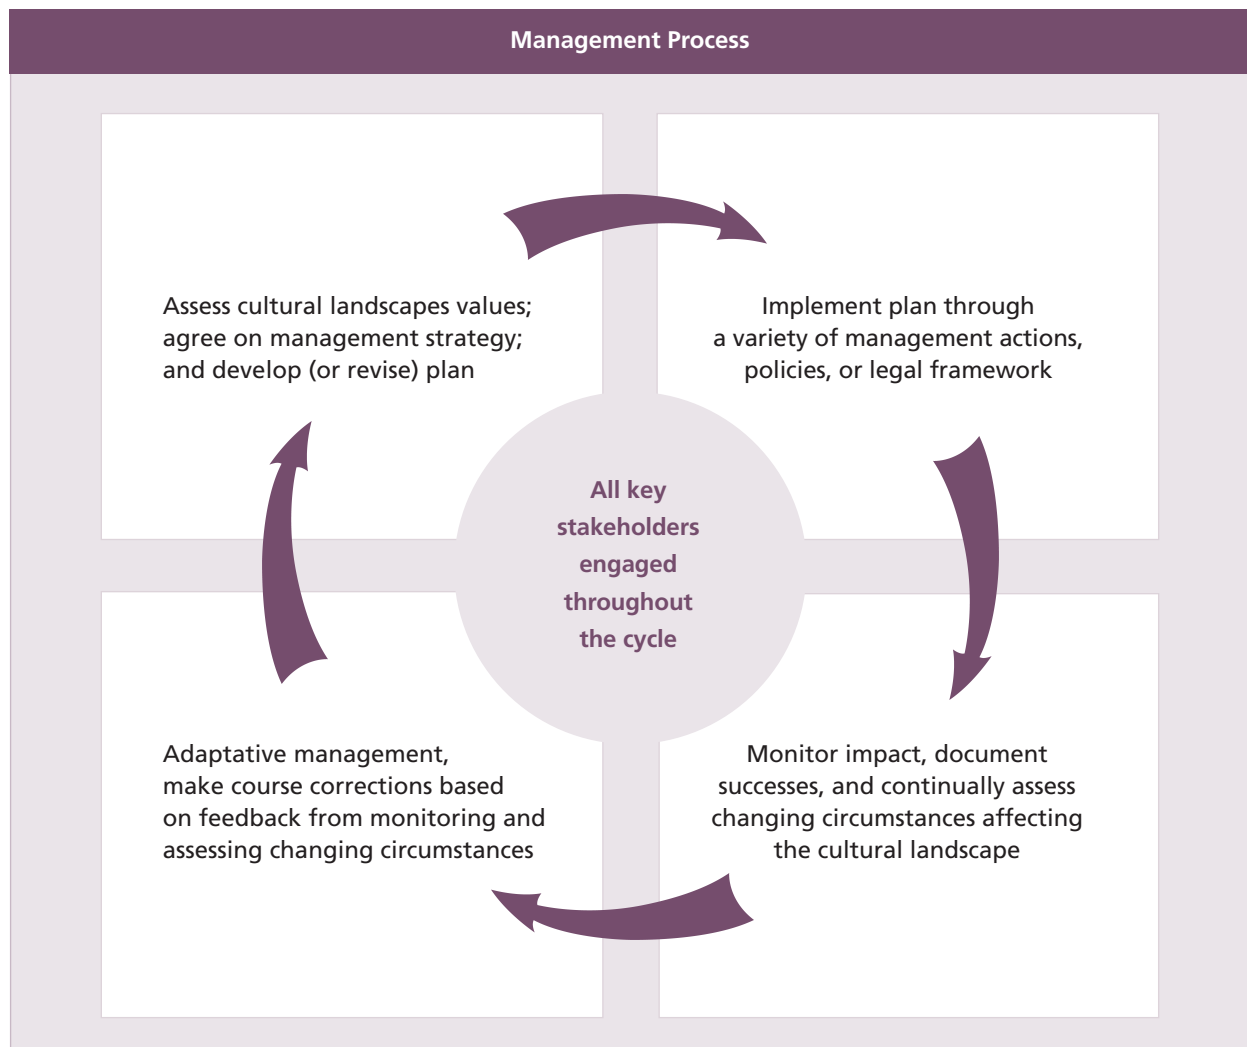 Management Process
Assess cultural landscapes values;
agree on management strategy;
and develop (or revise) plan
Implement plan through
a variety of management actions,
policies, or legal framework
All key
stakeholders
engaged
throughout
the cycle
Adaptative management,
make course corrections based
on feedback from monitoring and
assessing changing circumstances
Monitor impact, document
successes, and continually assess
changing circumstances affecting
the cultural landscape